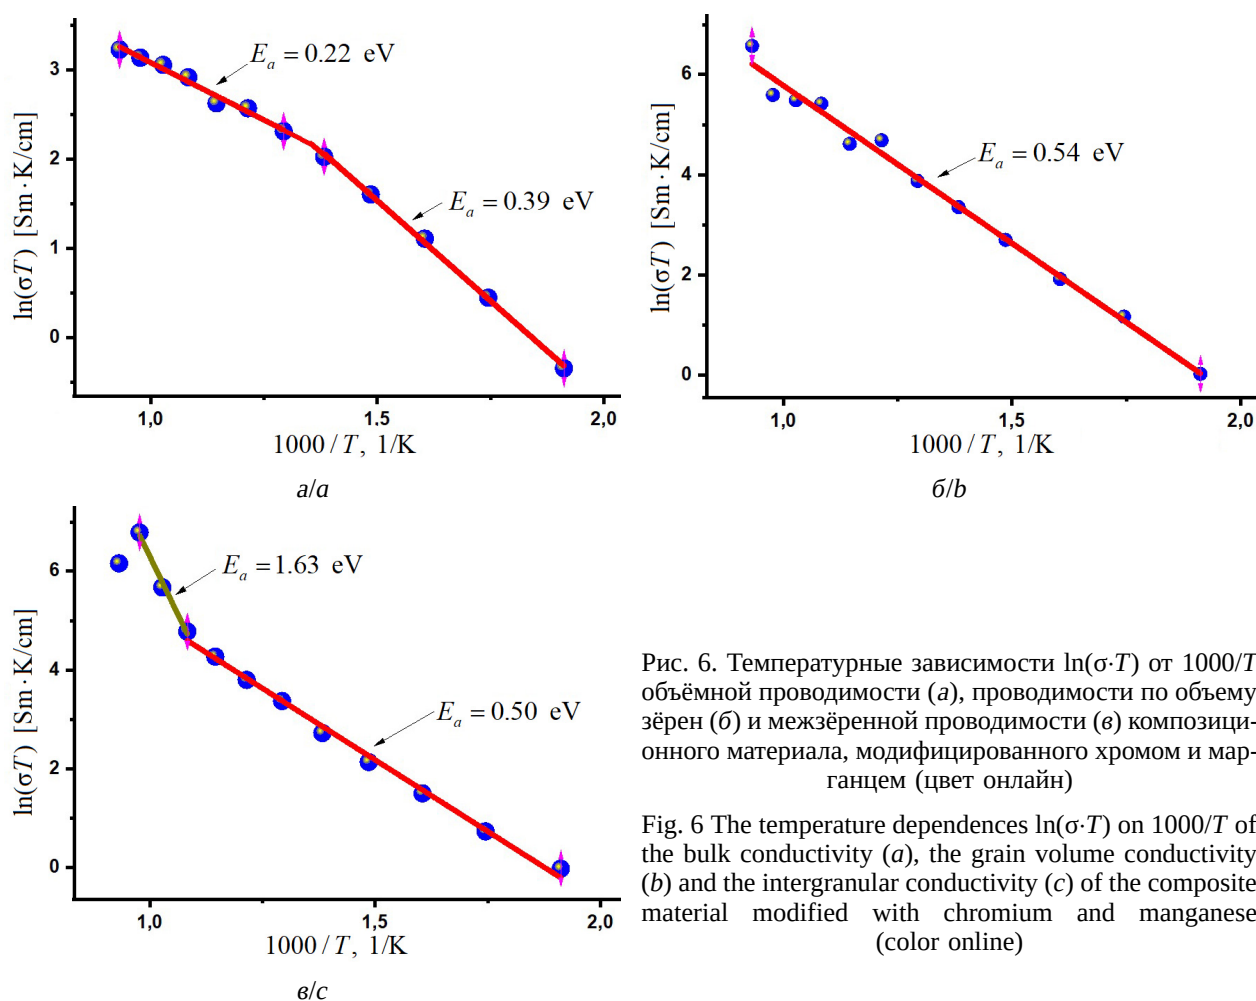 3
2
1
0
ln(σT) [Sm·K/cm]
E_a = 0.22 eV
E_a = 0.39 eV
1,0 1,5 2,0
1000/T, 1/K
а/a
6
4
2
0
ln(σT) [Sm·K/cm]
E_a = 0.54 eV
1,0 1,5 2,0
1000/T, 1/K
б/b
6
4
2
0
ln(σT) [Sm·K/cm]
E_a = 1.63 eV
E_a = 0.50 eV
1,0 1,5 2,0
1000/T, 1/K
в/c
Рис. 6. Температурные зависимости ln(σ·T) от 1000/T
объёмной проводимости (а), проводимости по объему
зёрен (б) и межзёренной проводимости (в) композици-
онного материала, модифицированного хромом и мар-
ганцем (цвет онлайн)
Fig. 6 The temperature dependences ln(σ·T) on 1000/T of
the bulk conductivity (a), the grain volume conductivity
(b) and the intergranular conductivity (c) of the composite
material modified with chromium and manganese
(color online)